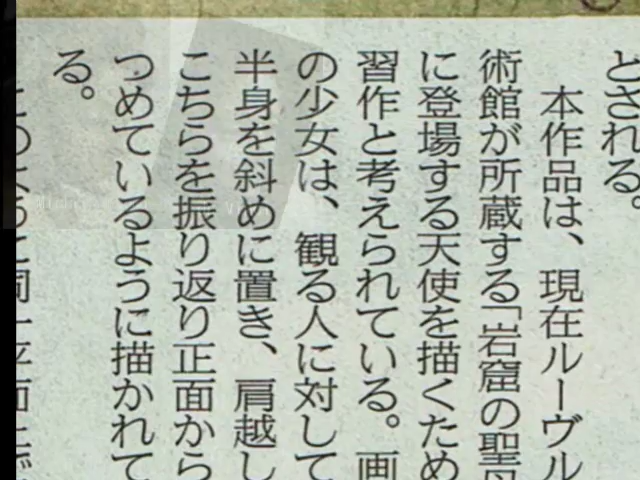 とされる。
本作品は、現在ルーヴル
術館が所蔵する「岩窟の聖母
に登場する天使を描くため
習作と考えられている。画
の少女は、観る人に対して
半身を斜めに置き、肩越し
こちらを振り返り正面から
つめているように描かれて
る。